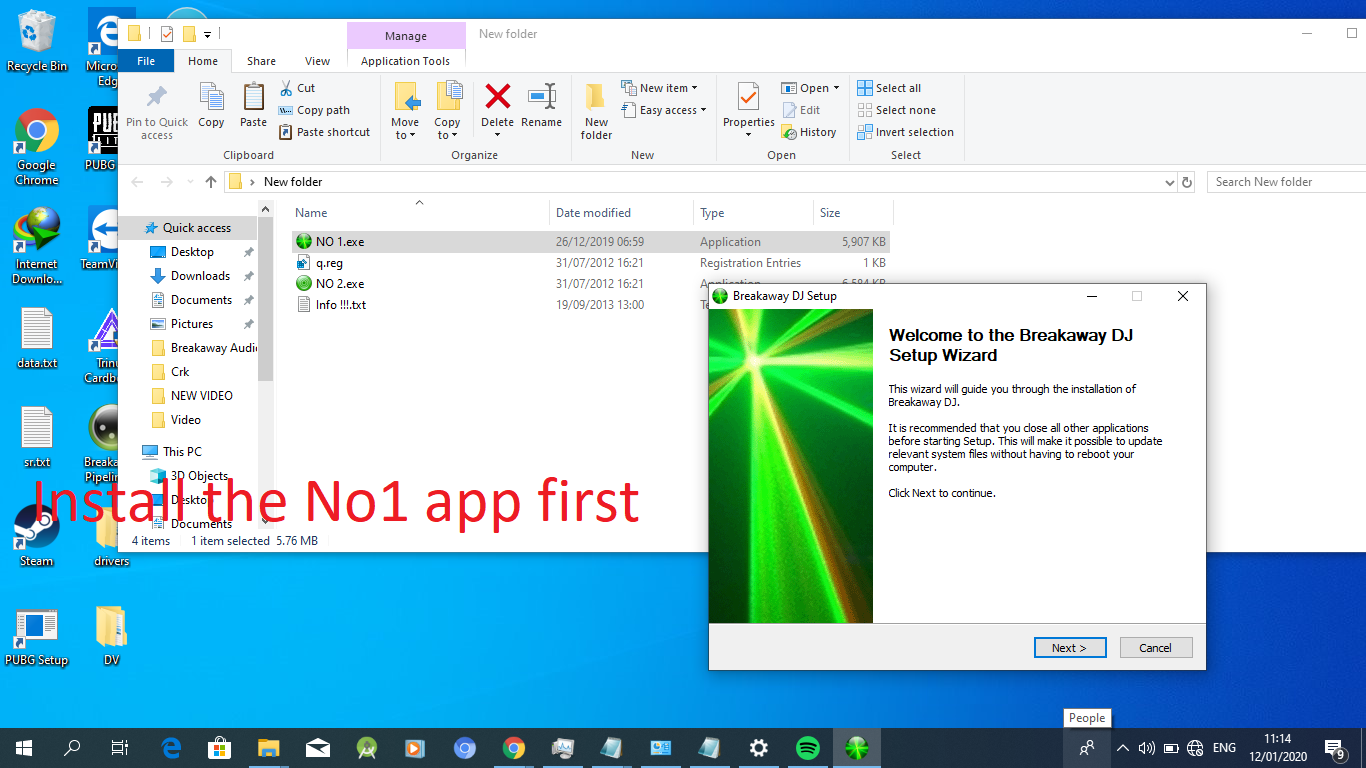 Recycle Bin
Micros
Edg
Google
Chrome
PUBG
Internet
Downlo...
TeamVi
data.txt
Trinu
Cardbo
sr.txt
Breaka
Pipelin
Steam
drivers
PUBG Setup
DV
Manage
New folder
File
Home
Share
View
Application Tools
Pin to Quick
access
Copy
Paste
Cut
Copy path
Paste shortcut
Clipboard
Move
to
Copy
to
Delete
Rename
Organize
New
folder
New item
Easy access
New
Properties
Open
Edit
History
Open
Select all
Select none
Invert selection
Select
New folder
Search New folder
Quick access
Desktop
Downloads
Documents
Pictures
Breakaway Audi
Crk
NEW VIDEO
Video
This PC
3D Objects
Desktop
Documents
Name
Date modified
Type
Size
NO 1.exe
26/12/2019 06:59
Application
5,907 KB
q.reg
31/07/2012 16:21
Registration Entries
1 KB
NO 2.exe
31/07/2012 16:21
Application
6,584 KB
Info !!!.txt
19/09/2013 13:00
Install the No1 app first
4 items
1 item selected
5.76 MB
Breakaway DJ Setup
Welcome to the Breakaway DJ
Setup Wizard
This wizard will guide you through the installation of
Breakaway DJ.
It is recommended that you close all other applications
before starting Setup. This will make it possible to update
relevant system files without having to reboot your
computer.
Click Next to continue.
Next >
Cancel
People
ENG
11:14
12/01/2020
9